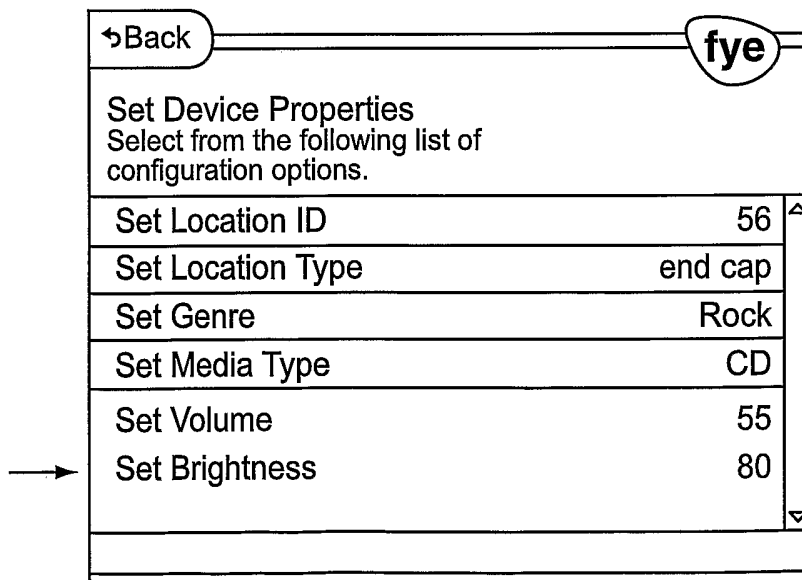 Back
fye
Set Device Properties
Select from the following list of
configuration options.
Set Location ID 56
Set Location Type end cap
Set Genre Rock
Set Media Type CD
Set Volume 55
Set Brightness 80